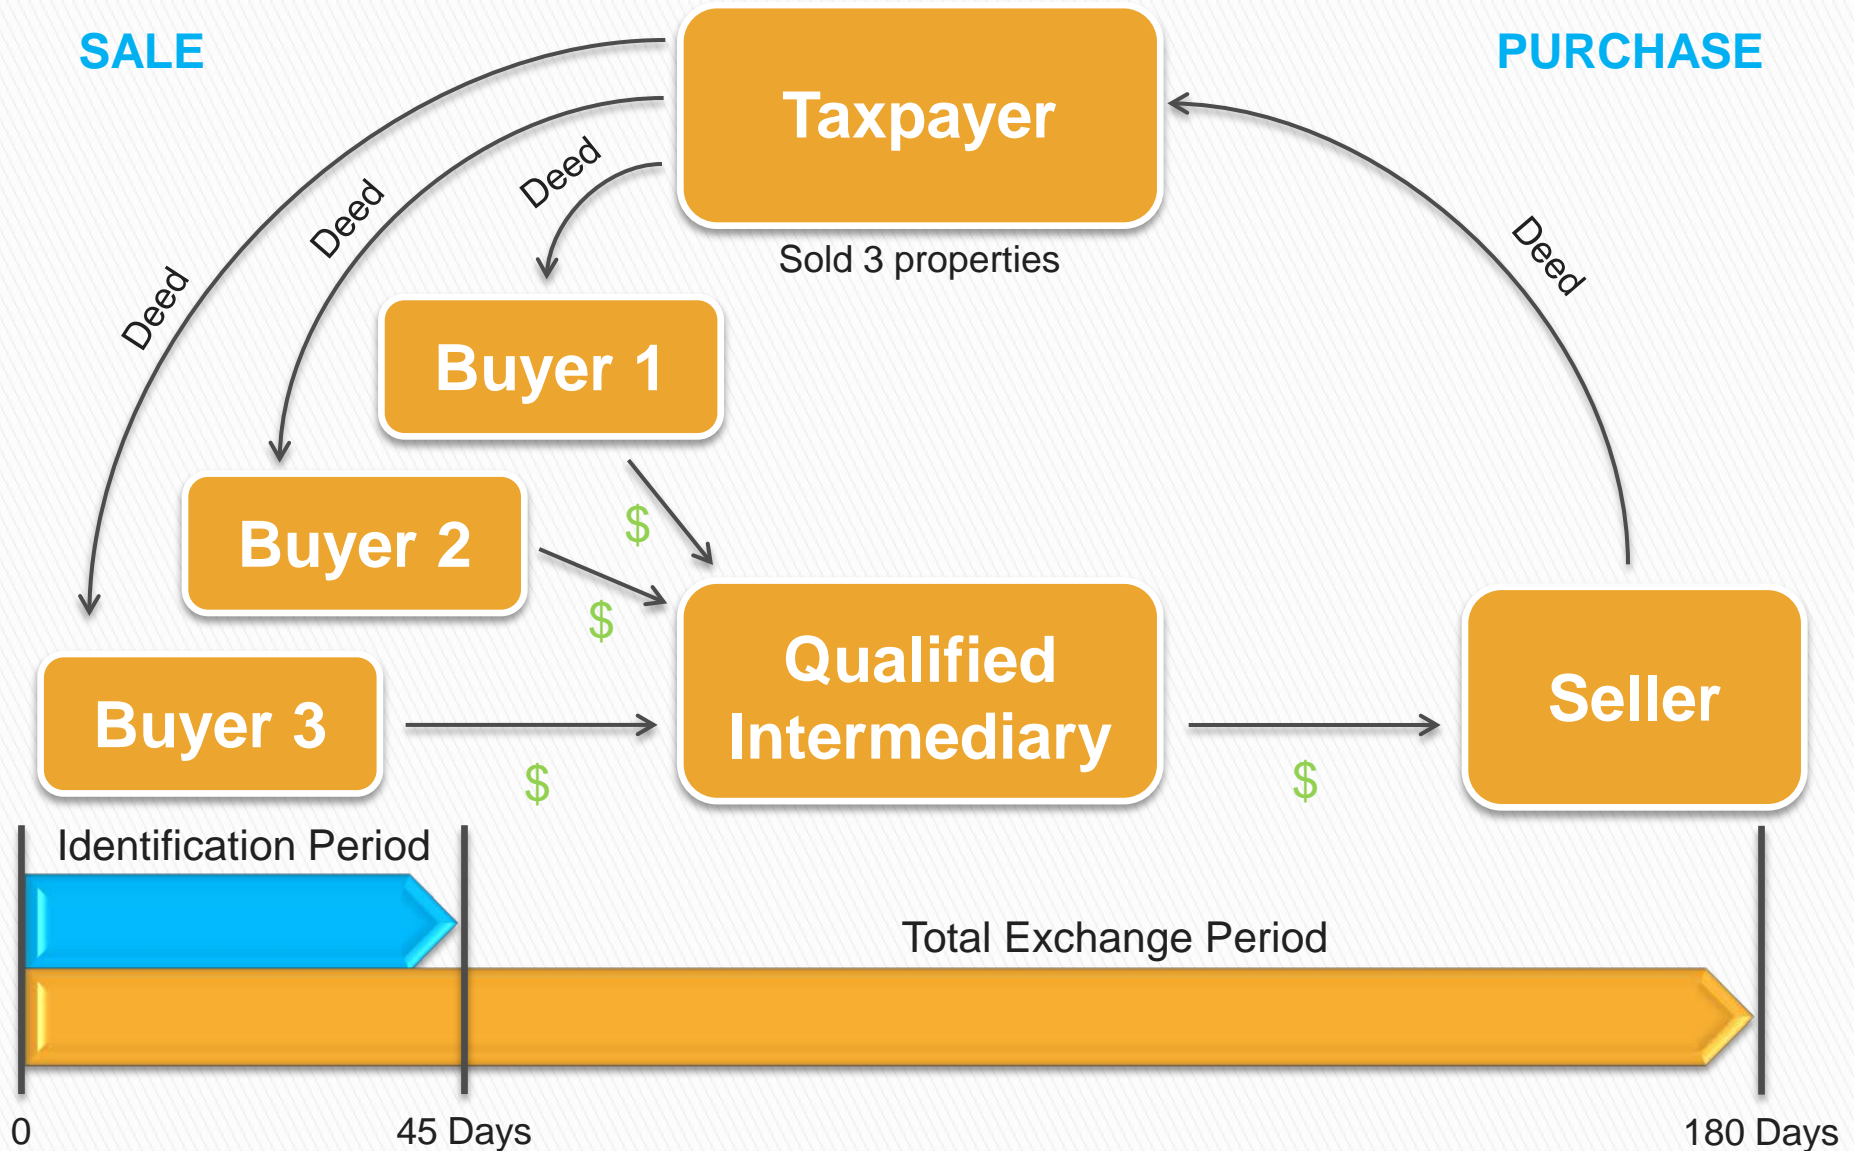 SALE
PURCHASE
Taxpayer
Sold 3 properties
Deed
Deed
Deed
Deed
Buyer 1
Buyer 2
Buyer 3
$
$
$
Qualified
Intermediary
$
Seller
Identification Period
Total Exchange Period
0
45 Days
180 Days